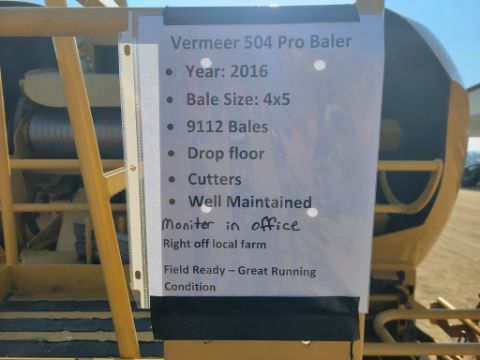 Vermeer 504 Pro Baler
• Year: 2016
• Bale Size: 4x5
• 9112 Bales
• Drop floor
• Cutters
• Well Maintained
Moniter in office
Right off local farm
Field Ready – Great Running
Condition